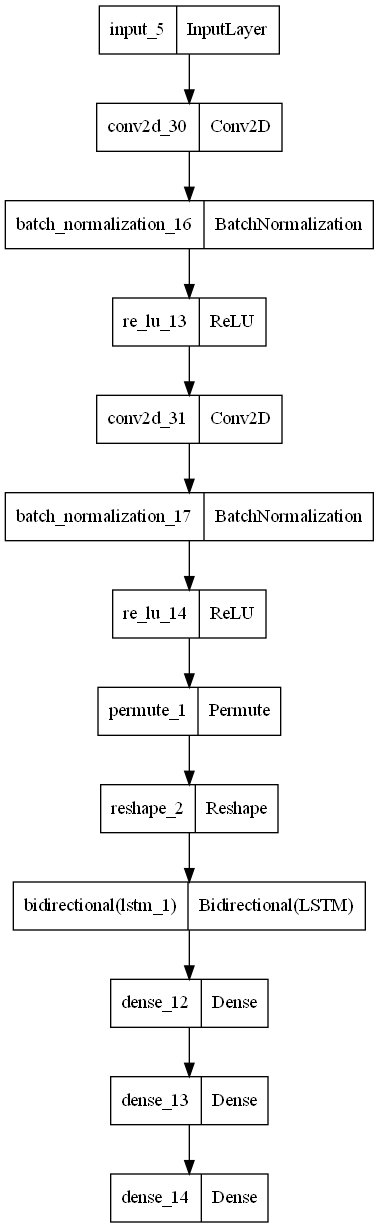 input_5 InputLayer
conv2d_30 Conv2D
batch_normalization_16 BatchNormalization
re_lu_13 ReLU
conv2d_31 Conv2D
batch_normalization_17 BatchNormalization
re_lu_14 ReLU
permute_1 Permute
reshape_2 Reshape
bidirectional(lstm_1) Bidirectional(LSTM)
dense_12 Dense
dense_13 Dense
dense_14 Dense